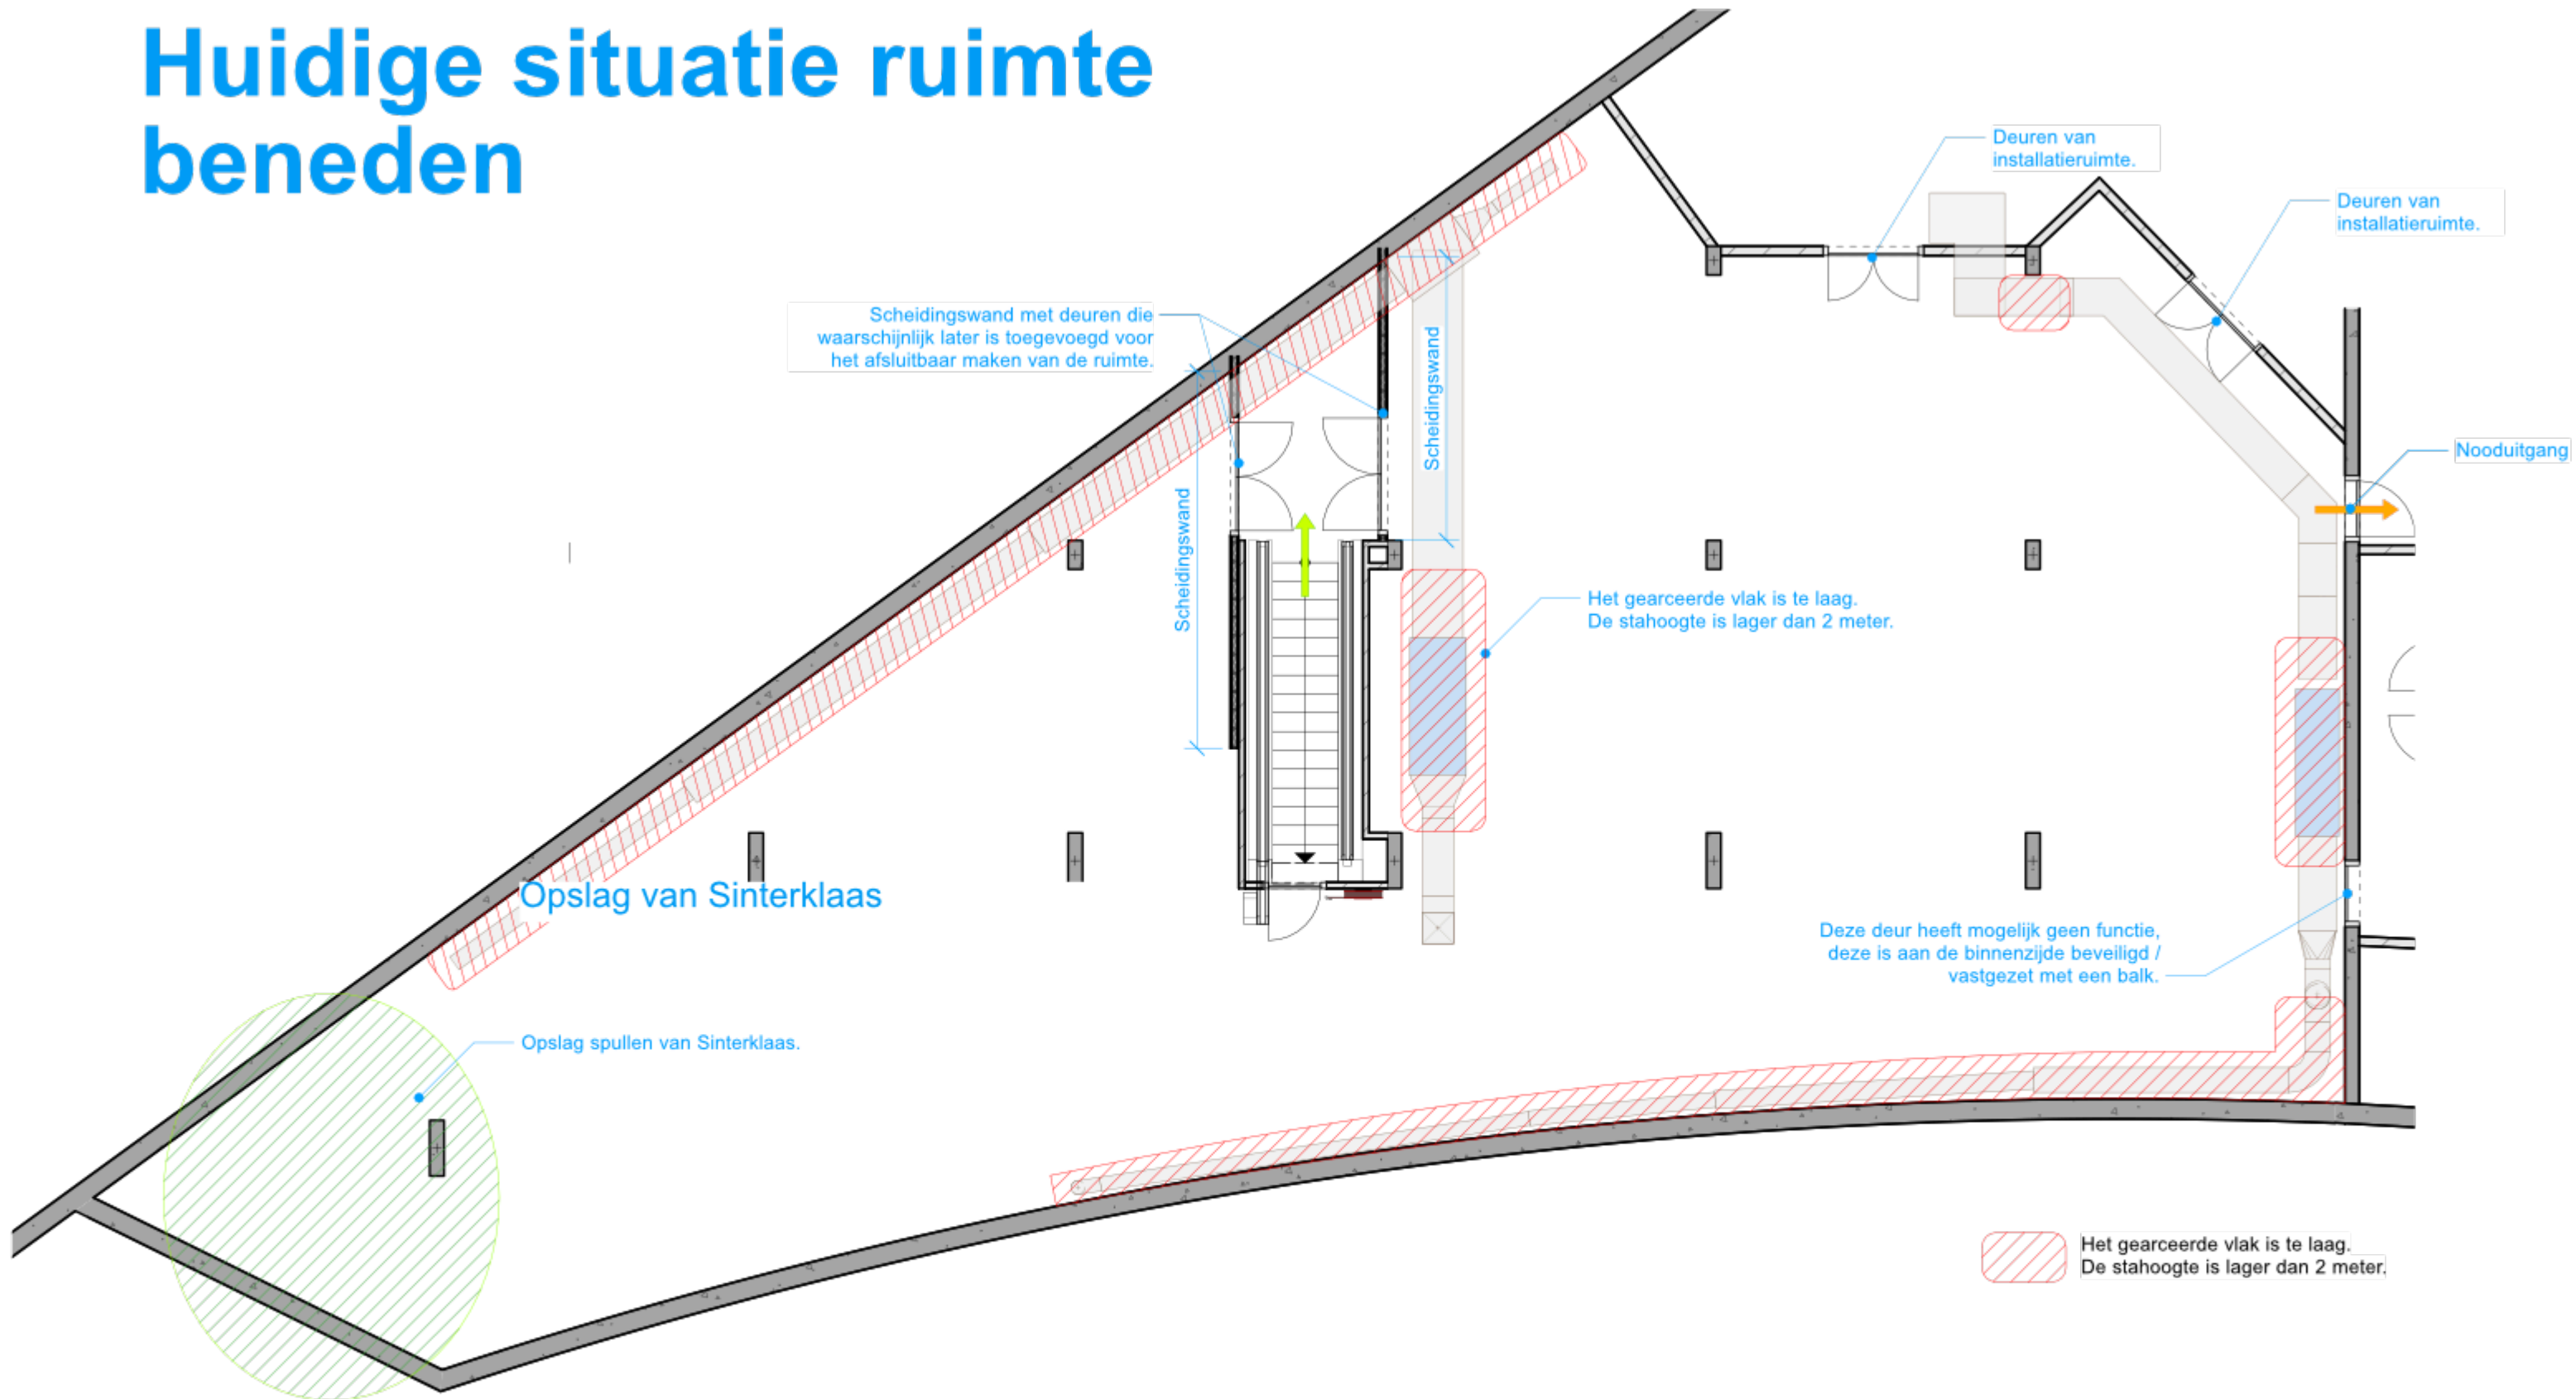 Huidige situatie ruimte
beneden
Deuren van
installatieruimte.
Deuren van
installatieruimte.
Scheidingswand met deuren die
waarschijnlijk later is toegevoegd voor
het afsluitbaar maken van de ruimte.
Scheidingswand
Scheidingswand
Nooduitgang
Het gearceerde vlak is te laag.
De stahoogte is lager dan 2 meter.
Opslag van Sinterklaas
Deze deur heeft mogelijk geen functie,
deze is aan de binnenzijde beveiligd /
vastgezet met een balk.
Opslag spullen van Sinterklaas.
Het gearceerde vlak is te laag.
De stahoogte is lager dan 2 meter.